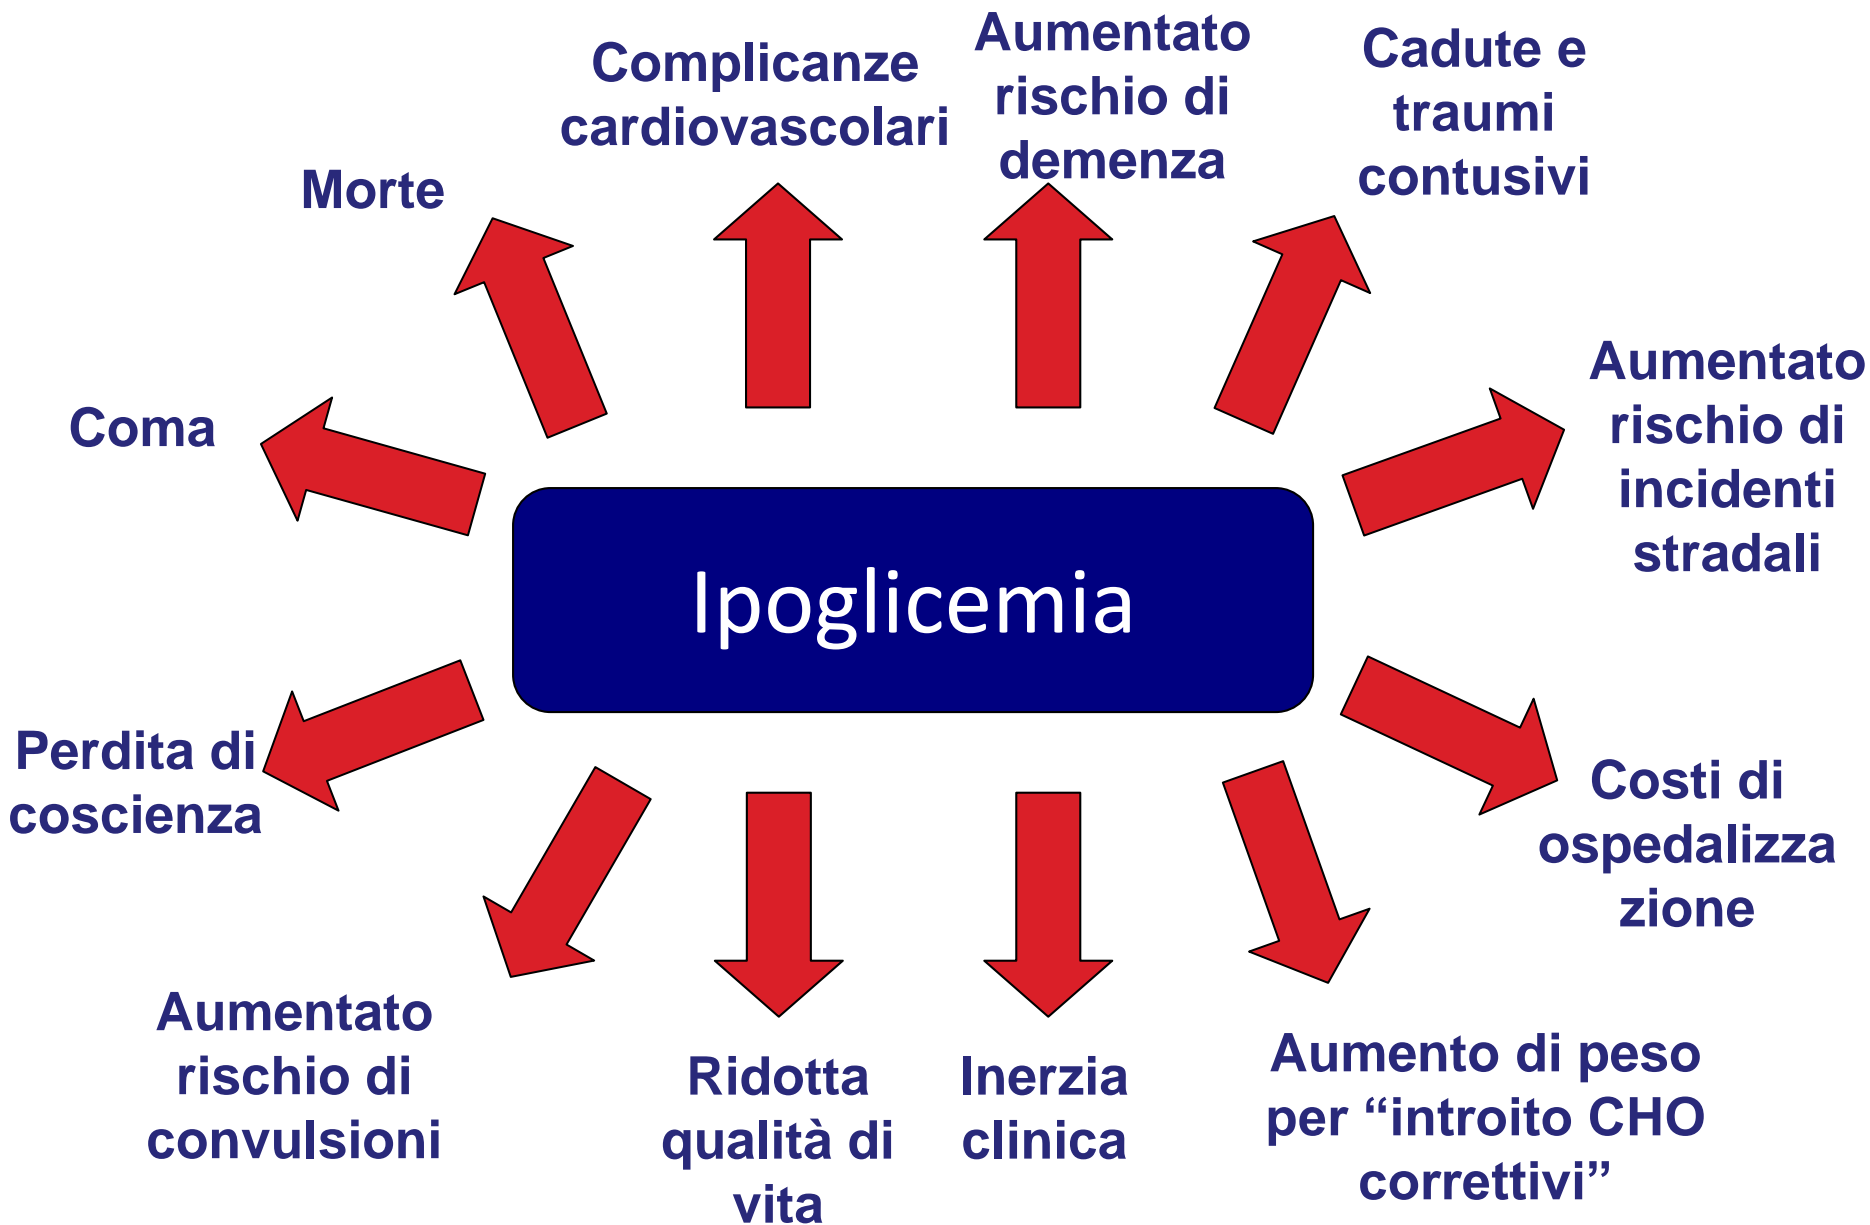 Complicanze
cardiovascolari
Aumentato
rischio di
demenza
Cadute e
traumi
contusivi
Morte
Aumentato
rischio di
incidenti
stradali
Coma
Ipoglicemia
Perdita di
coscienza
Costi di
ospedalizza
zione
Aumentato
rischio di
convulsioni
Ridotta
qualità di
vita
Inerzia
clinica
Aumento di peso
per “introito CHO
correttivi”